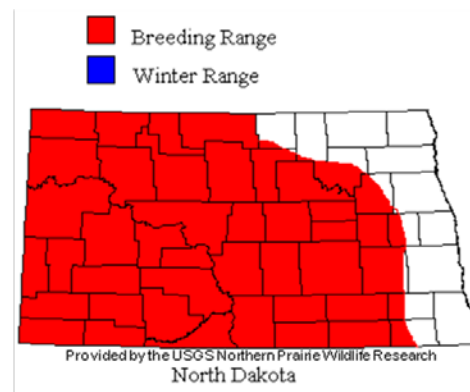 Breeding Range
Winter Range
Provided by the USGS Northern Prairie Wildlife Research
North Dakota